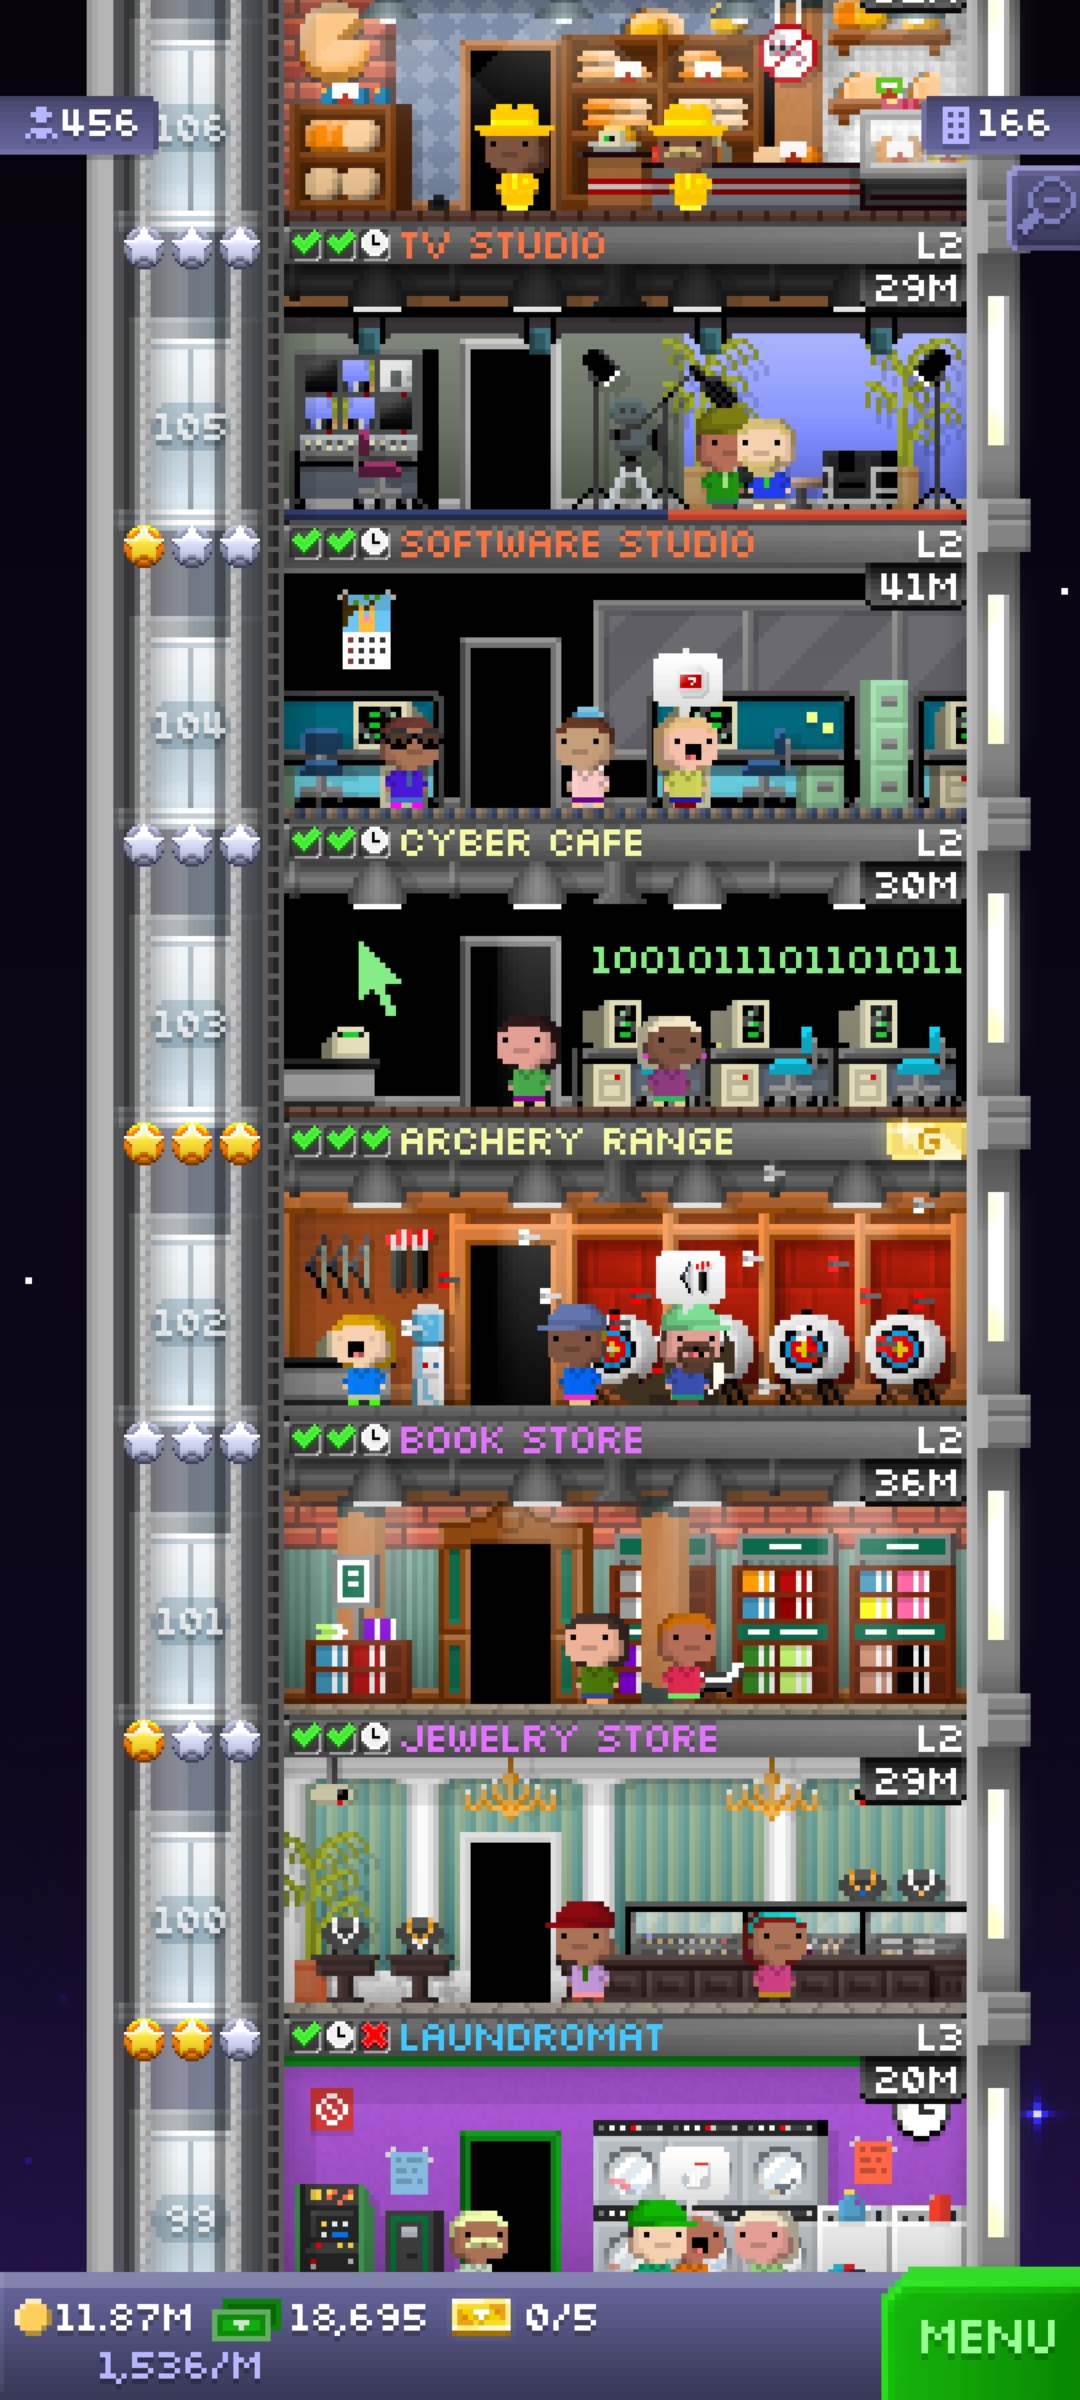 456
106
166
TV STUDIO L2
29M
105
SOFTWARE STUDIO L2
41M
104
?
CYBER CAFE L2
30M
1001011101101011
103
ARCHERY RANGE G
102
BOOK STORE L2
36M
101
JEWELRY STORE L2
29M
100
LAUNDROMAT L3
20M
99
11.87M 18,695 0/5
1,536/M
MENU